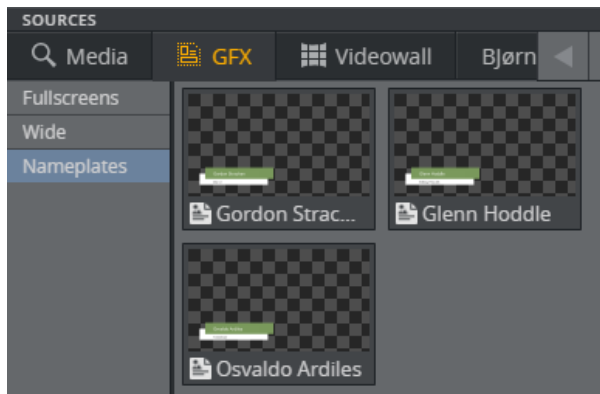 SOURCES
Media GFX Videowall BJørn
Fullscreens
Wide
Nameplates
Gordon Strac... Glenn Hoddle
Osvaldo Ardiles